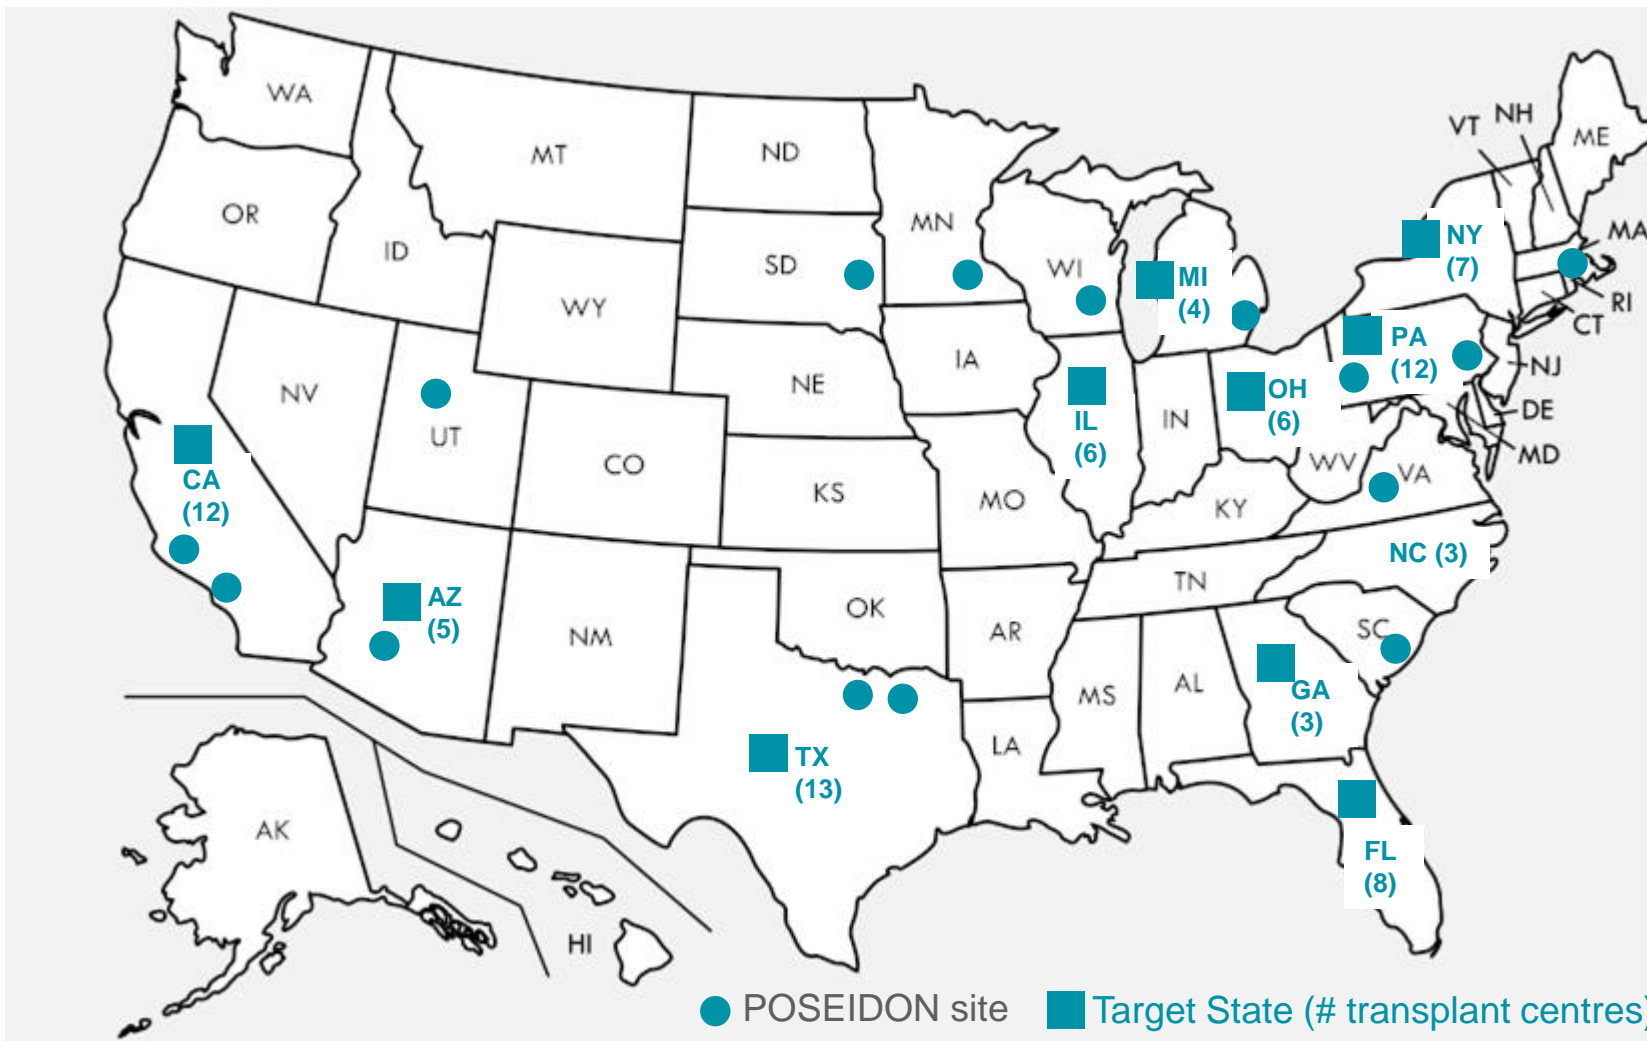 WA
MT
ND
MN
VT
NH
ME
OR
ID
SD
WI
MI
(4)
NY
(7)
MA
WY
RI
CT
NV
UT
NE
IA
IL
(6)
IN
OH
(6)
PA
(12)
NJ
DE
MD
CA
(12)
CO
KS
MO
WV
VA
KY
NC (3)
AZ
(5)
NM
OK
AR
TN
SC
MS
AL
GA
(3)
TX
(13)
LA
FL
(8)
AK
HI
POSEIDON site
Target State (# transplant centres)